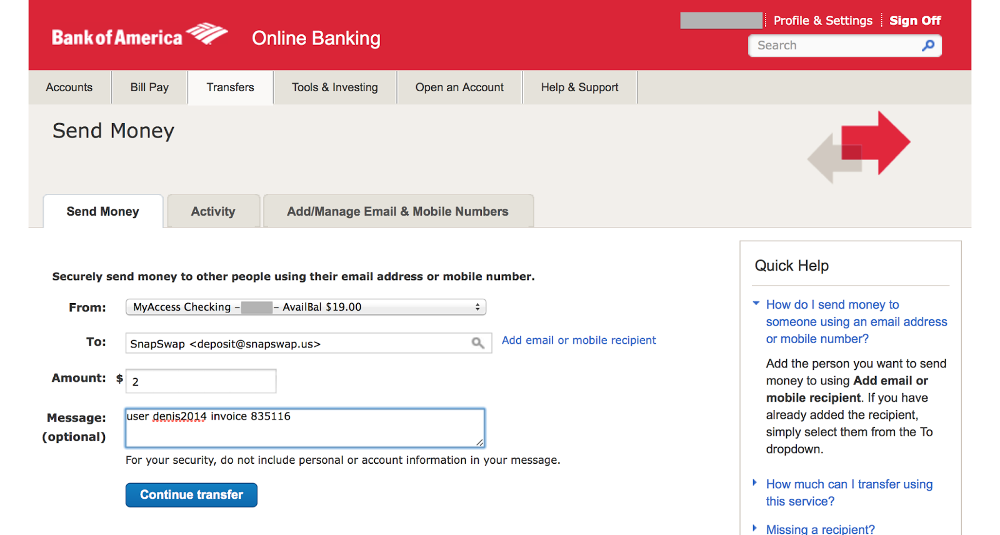 Bank of America
Online Banking
Profile & Settings
Sign Off
Search
Accounts
Bill Pay
Transfers
Tools & Investing
Open an Account
Help & Support
Send Money
Send Money
Activity
Add/Manage Email & Mobile Numbers
Securely send money to other people using their email address or mobile number.
From: MyAccess Checking – – AvailBal $19.00
To: SnapSwap <deposit@snapswap.us> Add email or mobile recipient
Amount: $ 2
Message: user denis2014 invoice 835116
(optional)
For your security, do not include personal or account information in your message.
Continue transfer
Quick Help
How do I send money to
someone using an email address
or mobile number?
Add the person you want to send
money to using Add email or
mobile recipient. If you have
already added the recipient,
simply select them from the To
dropdown.
How much can I transfer using
this service?
Missing a recipient?